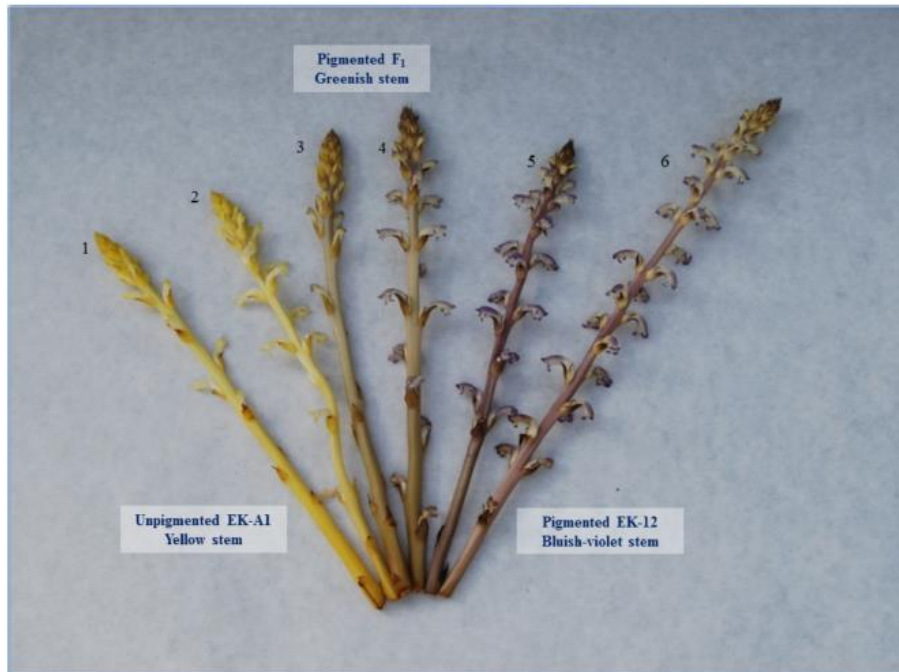 Pigmented F₁
Greenish stem
1
2
3
4
5
6
Unpigmented EK-A1
Yellow stem
Pigmented EK-12
Bluish-violet stem